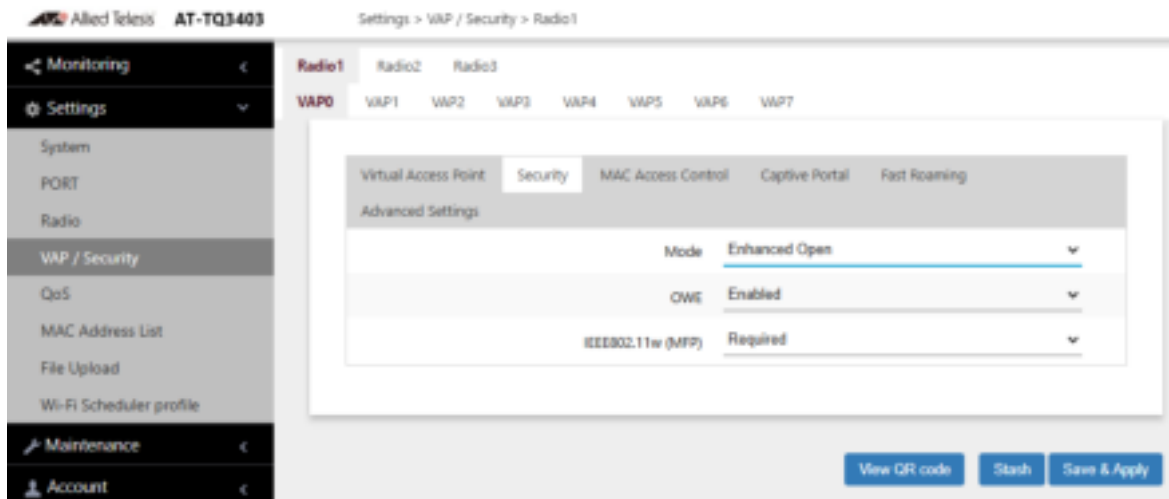 Allied Telesis AT-TQ3403 Settings > VAP / Security > Radio1
Monitoring
Radio1 Radio2 Radio3
Settings
VAP0 VAP1 VAP2 VAP3 VAP4 VAP5 VAP6 VAP7
System
PORT
Radio
VAP / Security
QoS
MAC Address List
File Upload
Wi-Fi Scheduler profile
Maintenance
Account
Virtual Access Point Security MAC Access Control Captive Portal Fast Roaming
Advanced Settings
Mode Enhanced Open
OWE Enabled
IEEE802.11w (MFP) Required
View QR code Stash Save & Apply